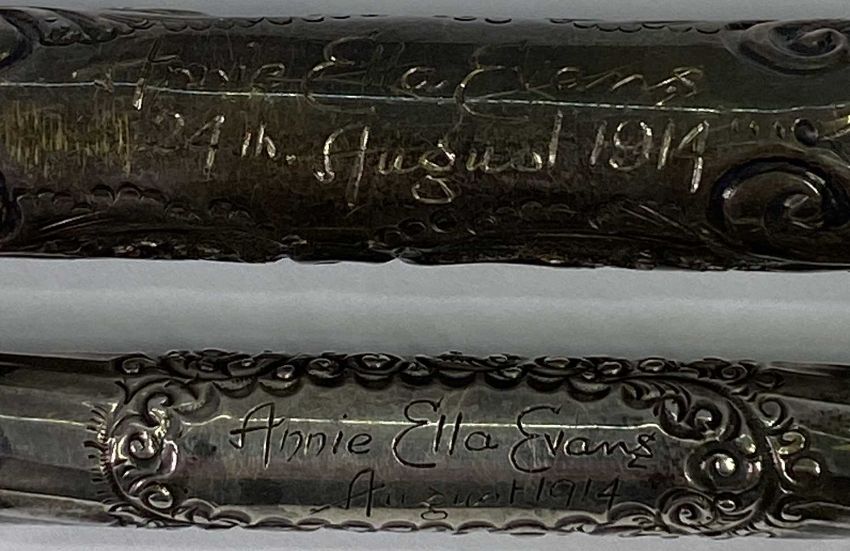 Annie Ella Evans
24th. August 1914
Annie Ella Evans
August 1914